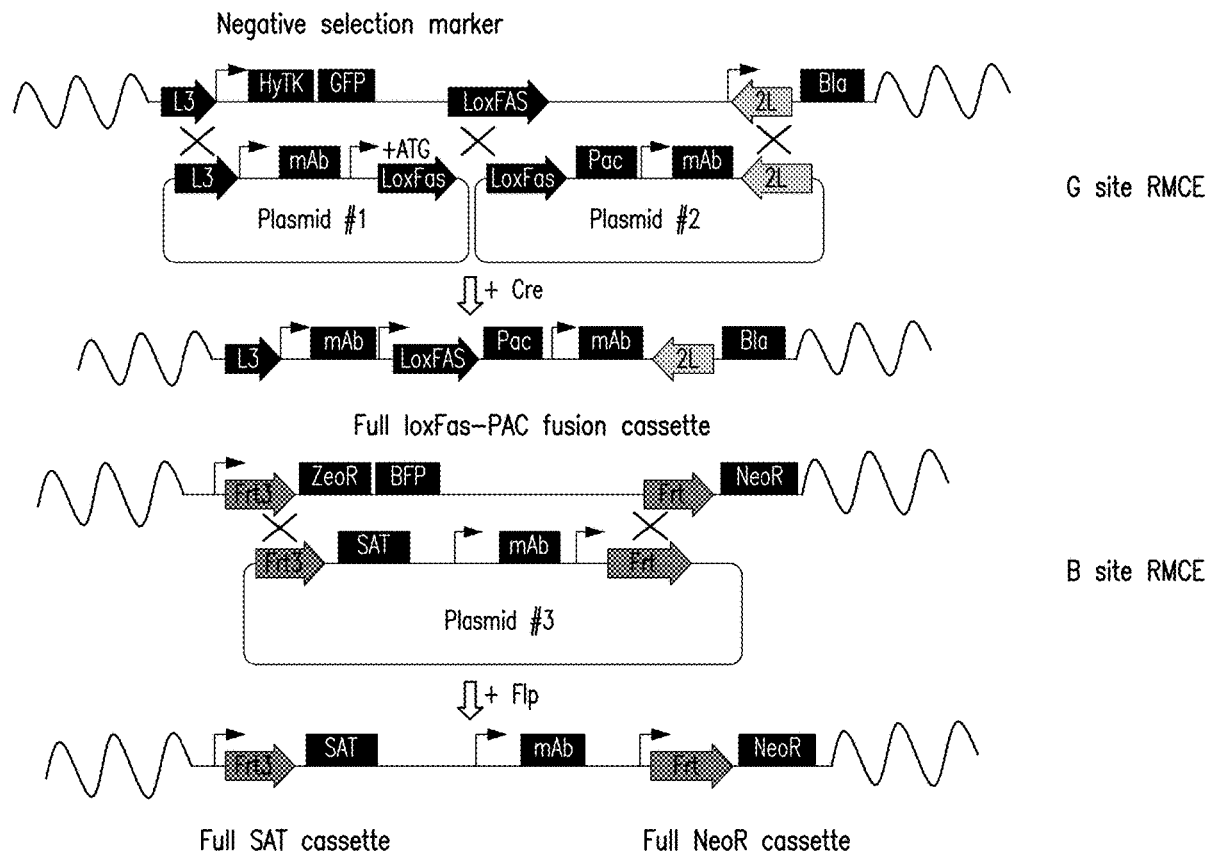 Negative selection marker
L3 HyTK GFP LoxFAS 2L Bla
L3 mAb +ATG LoxFas LoxFas Pac mAb 2L
Plasmid #1 Plasmid #2
G site RMCE
+ Cre
L3 mAb LoxFAS Pac mAb 2L Bla
Full loxFas-PAC fusion cassette
Frt3 ZeoR BFP Frt NeoR
Frt3 SAT mAb Frt
B site RMCE
Plasmid #3
+ Flp
Frt3 SAT mAb Frt NeoR
Full SAT cassette Full NeoR cassette